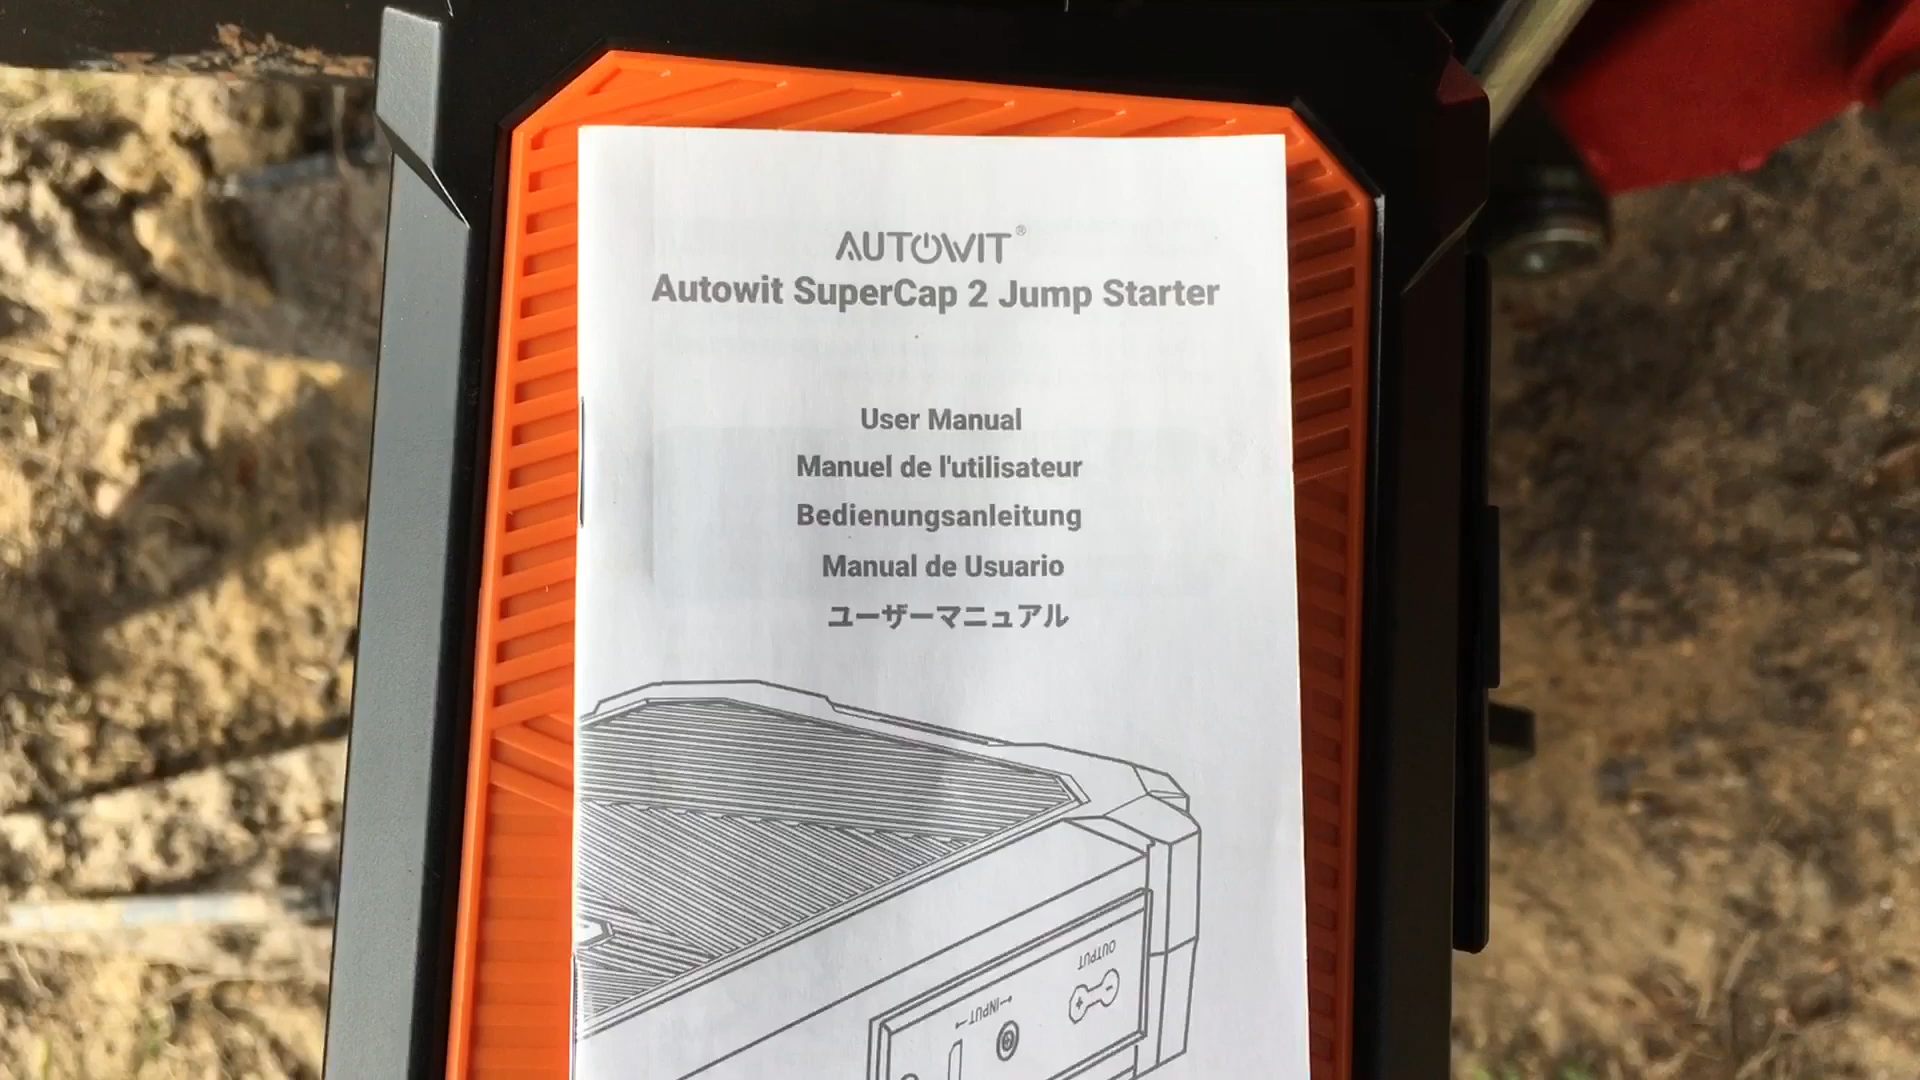 AUTOWIT®
Autowit SuperCap 2 Jump Starter
User Manual
Manuel de l'utilisateur
Bedienungsanleitung
Manual de Usuario
ユーザーマニュアル
OUTPUT
INPUT